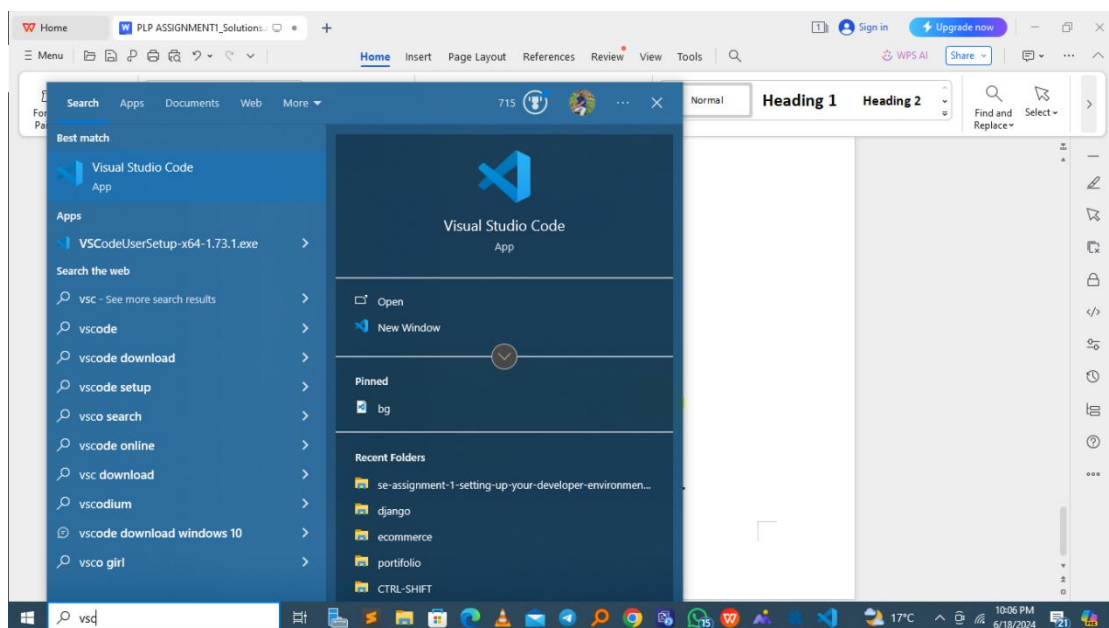 Home
PLP ASSIGNMENT1_Solutions.
1
Sign in
Upgrade now
Menu
Home Insert Page Layout References Review View Tools
WPS AI
Share
Normal
Heading 1
Heading 2
Find and
Replace
Select
For
Pai
Search Apps Documents Web More
715
Best match
Visual Studio Code
App
Apps
VSCodeUserSetup-x64-1.73.1.exe
Search the web
vsc - See more search results
vscode
vscode download
vscode setup
vsco search
vscode online
vsc download
vscodium
vscode download windows 10
vsco girl
Visual Studio Code
App
Open
New Window
Pinned
bg
Recent Folders
se-assignment-1-setting-up-your-developer-environmen...
django
ecommerce
portifolio
CTRL-SHIFT
vsc
15
17°C
10:06 PM
6/18/2024
21